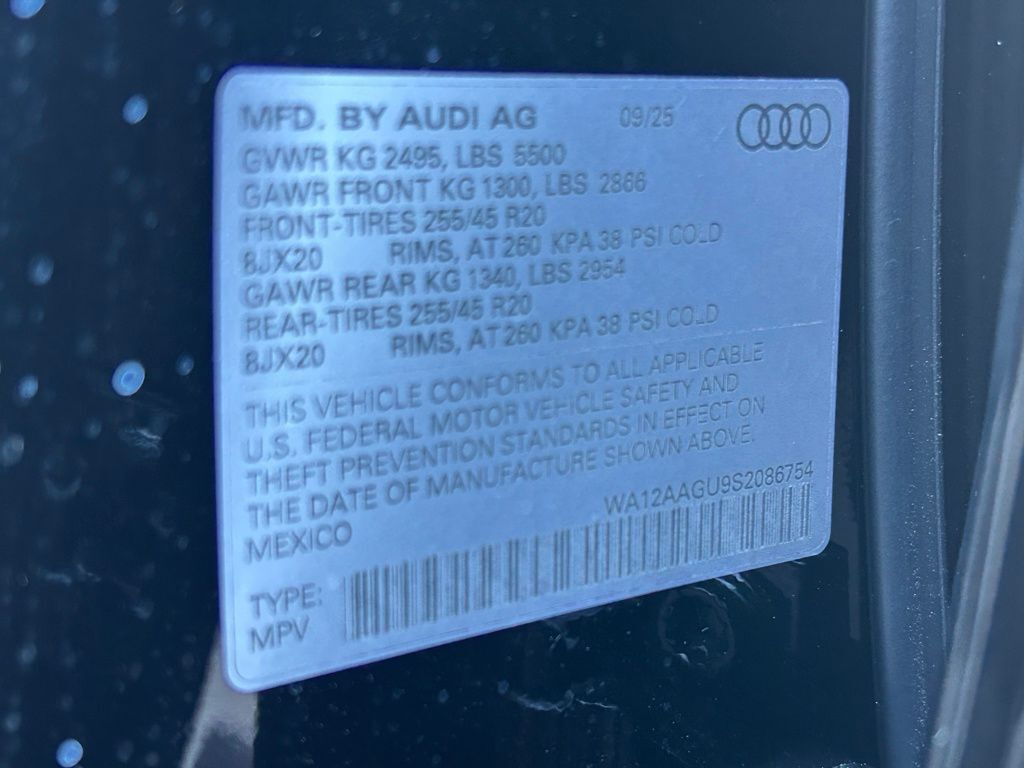 MFD. BY AUDI AG 09/25
GVWR KG 2495, LBS 5500
GAWR FRONT KG 1300, LBS 2866
FRONT-TIRES 255/45 R20
8JX20 RIMS, AT 260 KPA 38 PSI COLD
GAWR REAR KG 1340, LBS 2954
REAR-TIRES 255/45 R20
8JX20 RIMS, AT 260 KPA 38 PSI COLD
THIS VEHICLE CONFORMS TO ALL APPLICABLE
U.S. FEDERAL MOTOR VEHICLE SAFETY AND
THEFT PREVENTION STANDARDS IN EFFECT ON
THE DATE OF MANUFACTURE SHOWN ABOVE.
MEXICO WA12AAGU9S2086754
TYPE:
MPV